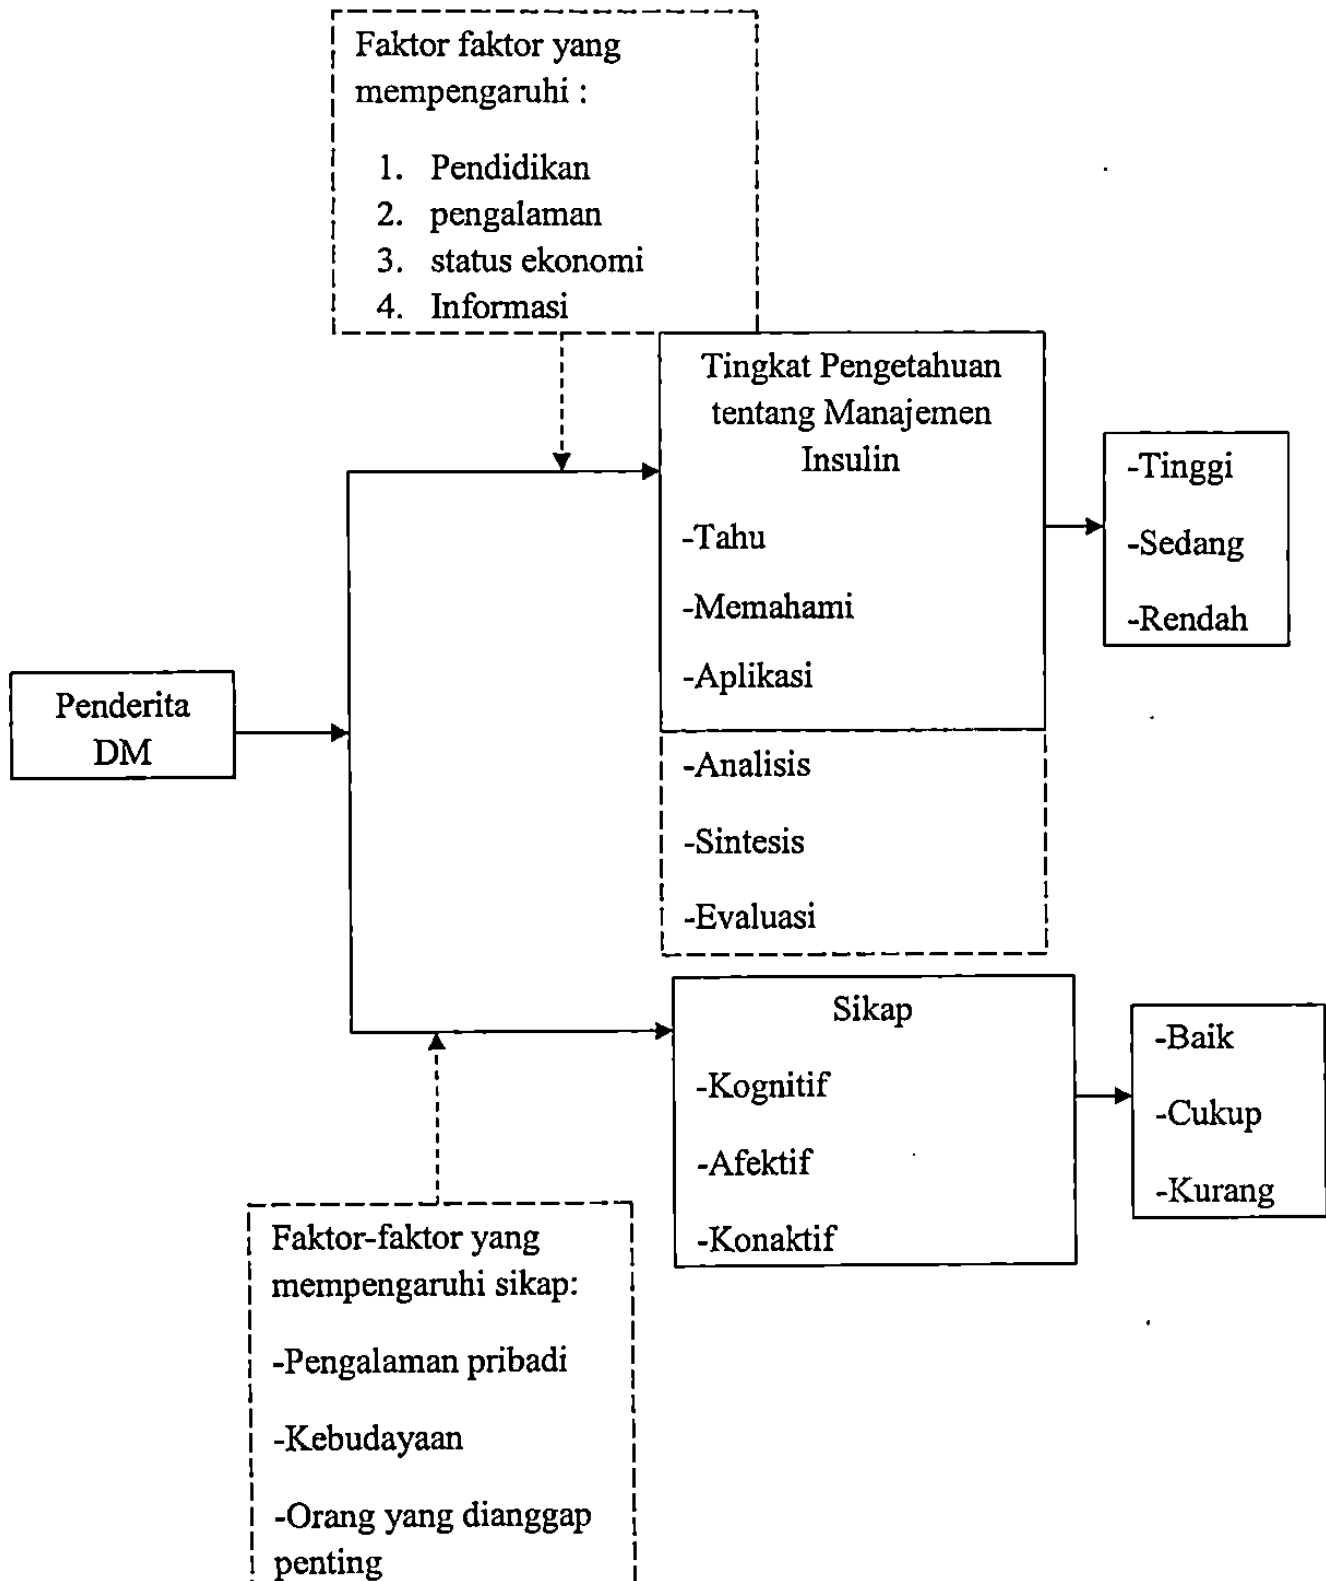 Faktor faktor yang
mempengaruhi :
1. Pendidikan
2. pengalaman
3. status ekonomi
4. Informasi
Tingkat Pengetahuan
tentang Manajemen
Insulin
-Tahu
-Memahami
-Aplikasi
-Analisis
-Sintesis
-Evaluasi
-Tinggi
-Sedang
-Rendah
Penderita
DM
Sikap
-Kognitif
-Afektif
-Konaktif
-Baik
-Cukup
-Kurang
Faktor-faktor yang
mempengaruhi sikap:
-Pengalaman pribadi
-Kebudayaan
-Orang yang dianggap
penting